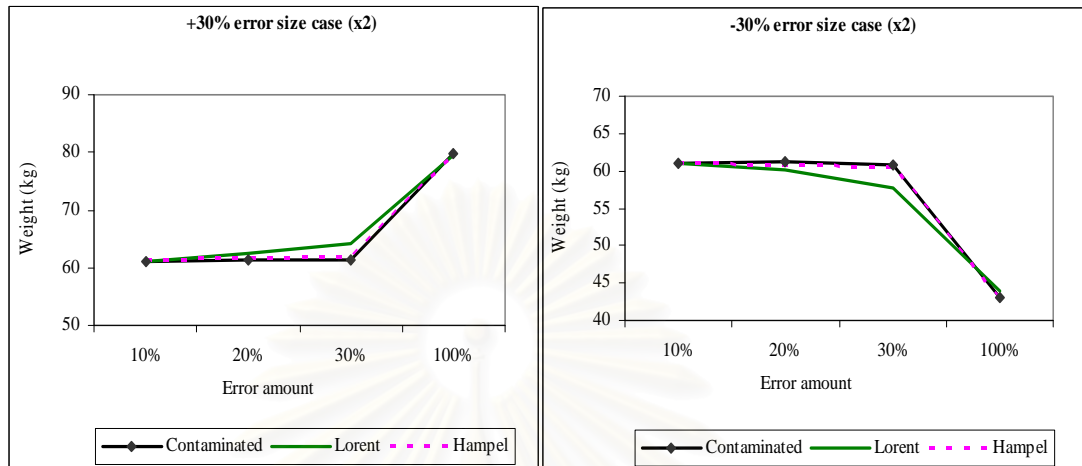 +30% error size case (x2)
90
80
70
60
50
Weight (kg)
10% 20% 30% 100%
Error amount
Contaminated Lorent Hampel
-30% error size case (x2)
70
65
60
55
50
45
40
Weight (kg)
10% 20% 30% 100%
Error amount
Contaminated Lorent Hampel